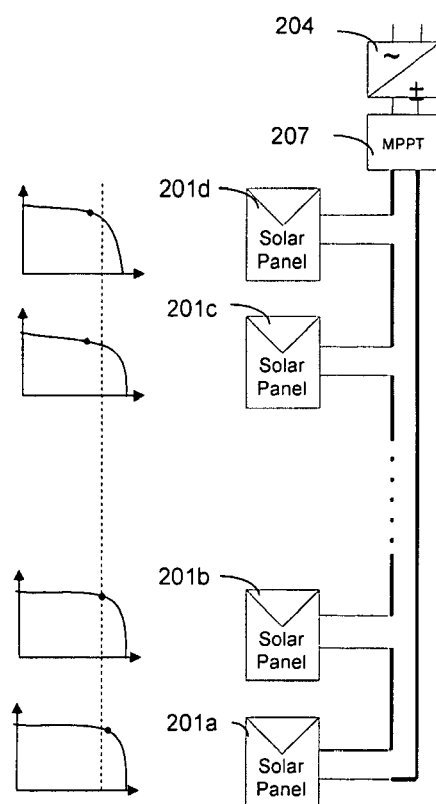 204
~
+
207
MPPT
201d
Solar
Panel
201c
Solar
Panel
201b
Solar
Panel
201a
Solar
Panel